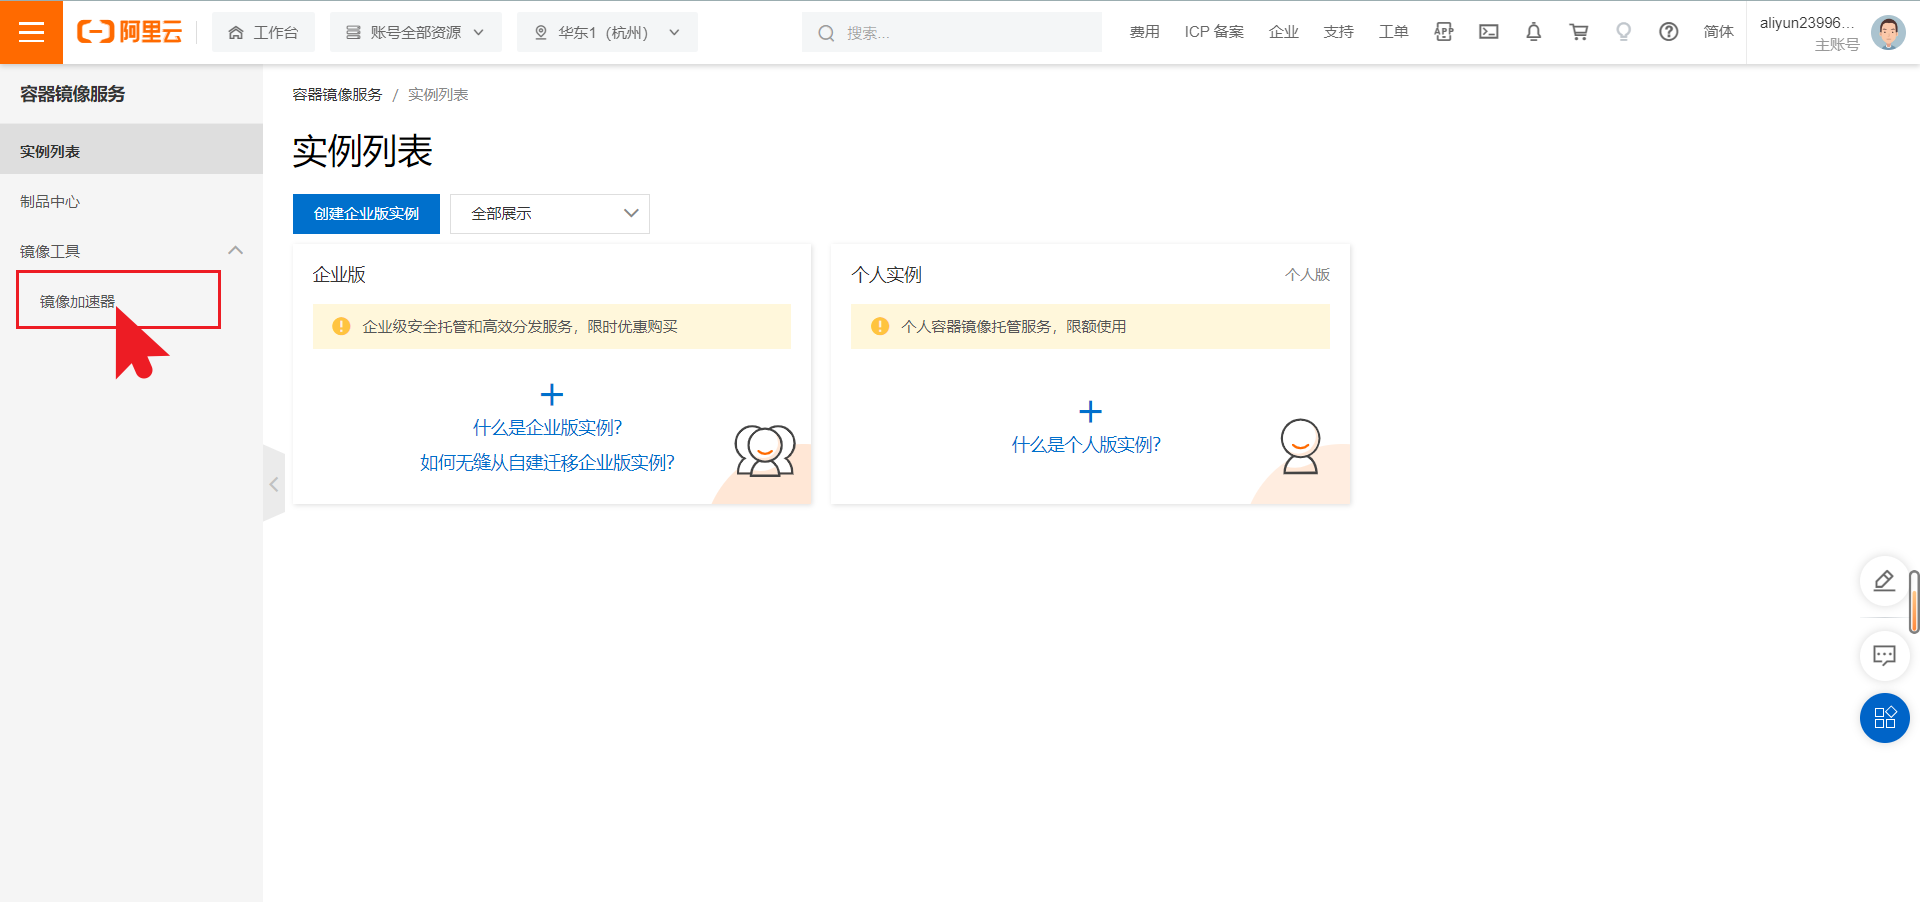 阿里云
工作台
账号全部资源
华东1（杭州）
搜索...
费用
ICP 备案
企业
支持
工单
APP
简体
aliyun23996...
主账号
容器镜像服务
实例列表
制品中心
镜像工具
镜像加速器
容器镜像服务 / 实例列表
实例列表
创建企业版实例
全部展示
企业版
企业级安全托管和高效分发服务，限时优惠购买
什么是企业版实例?
如何无缝从自建迁移企业版实例?
个人实例
个人版
个人容器镜像托管服务，限额使用
什么是个人版实例?